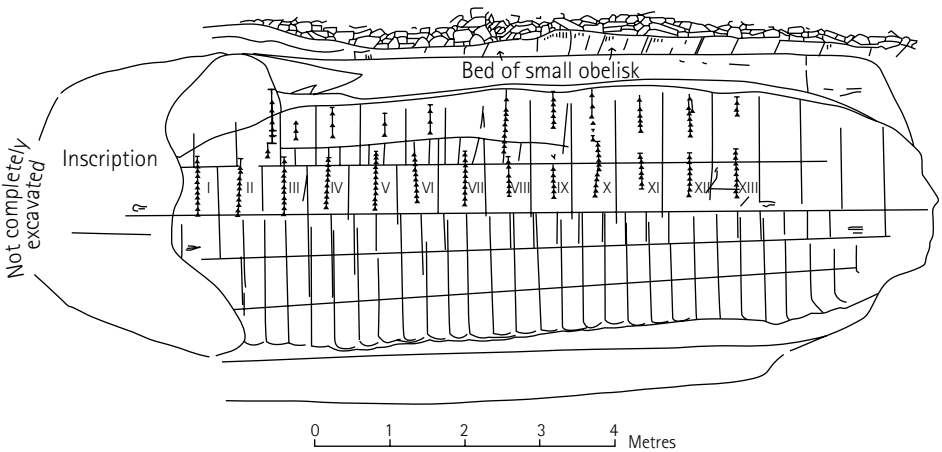 Bed of small obelisk
Not completely
excavated
Inscription
I II III IV V VI VII VIII IX X XI XII XIII
0 1 2 3 4 Metres